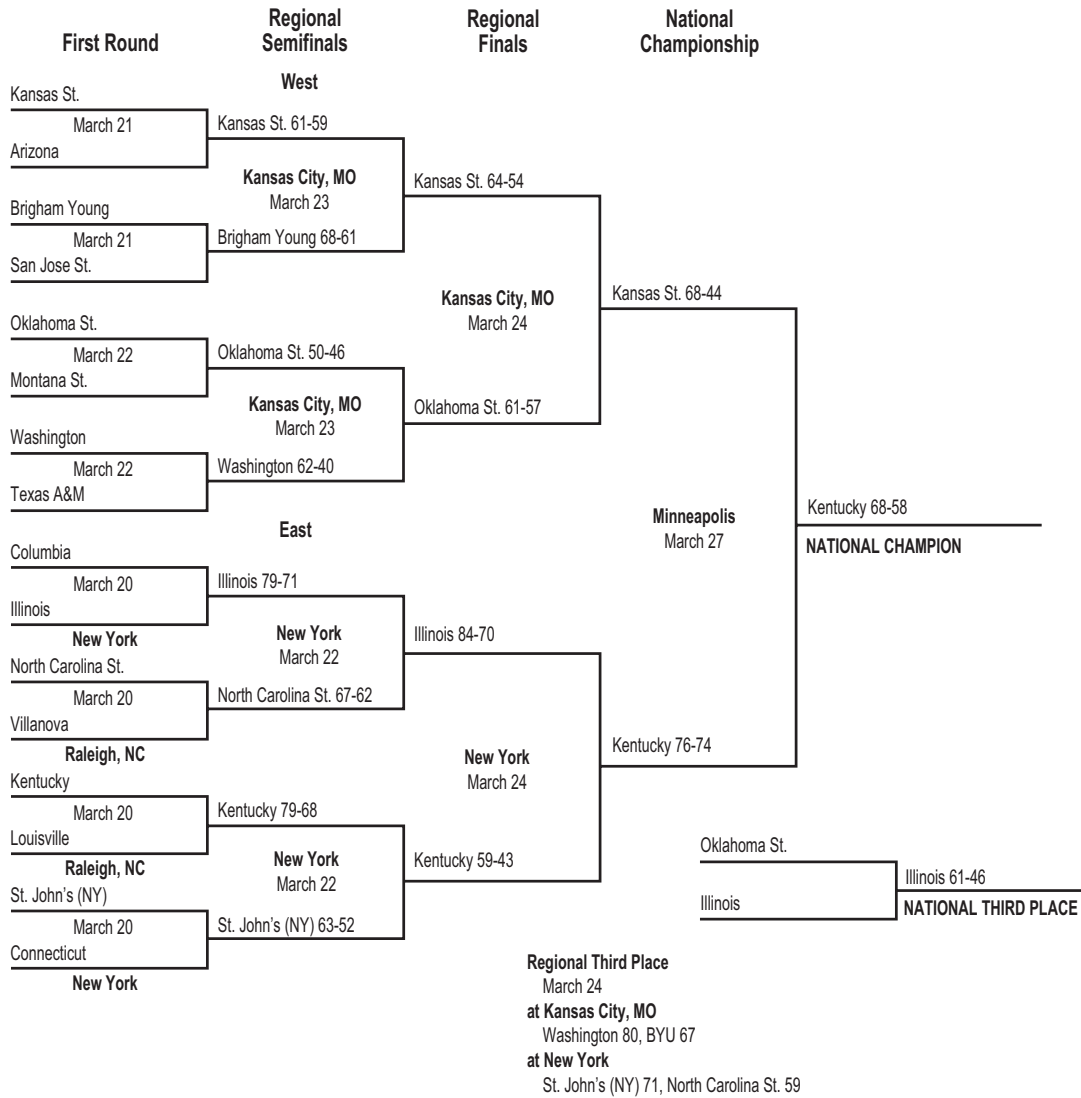 First Round
Regional
Semifinals
Regional
Finals
National
Championship
West
Kansas St.
March 21
Arizona
Kansas St. 61-59
Kansas City, MO
March 23
Brigham Young
March 21
San Jose St.
Brigham Young 68-61
Kansas St. 64-54
Kansas City, MO
March 24
Oklahoma St.
March 22
Montana St.
Oklahoma St. 50-46
Kansas City, MO
March 23
Washington
March 22
Texas A&M
Washington 62-40
Oklahoma St. 61-57
Kansas St. 68-44
Minneapolis
March 27
Kentucky 68-58
NATIONAL CHAMPION
East
Columbia
March 20
Illinois
New York
Illinois 79-71
New York
March 22
North Carolina St.
March 20
Villanova
Raleigh, NC
North Carolina St. 67-62
Illinois 84-70
New York
March 24
Kentucky 76-74
Kentucky
March 20
Louisville
Raleigh, NC
Kentucky 79-68
New York
March 22
St. John's (NY)
March 20
Connecticut
New York
St. John's (NY) 63-52
Kentucky 59-43
Oklahoma St.
Illinois
Illinois 61-46
NATIONAL THIRD PLACE
Regional Third Place
March 24
at Kansas City, MO
Washington 80, BYU 67
at New York
St. John's (NY) 71, North Carolina St. 59